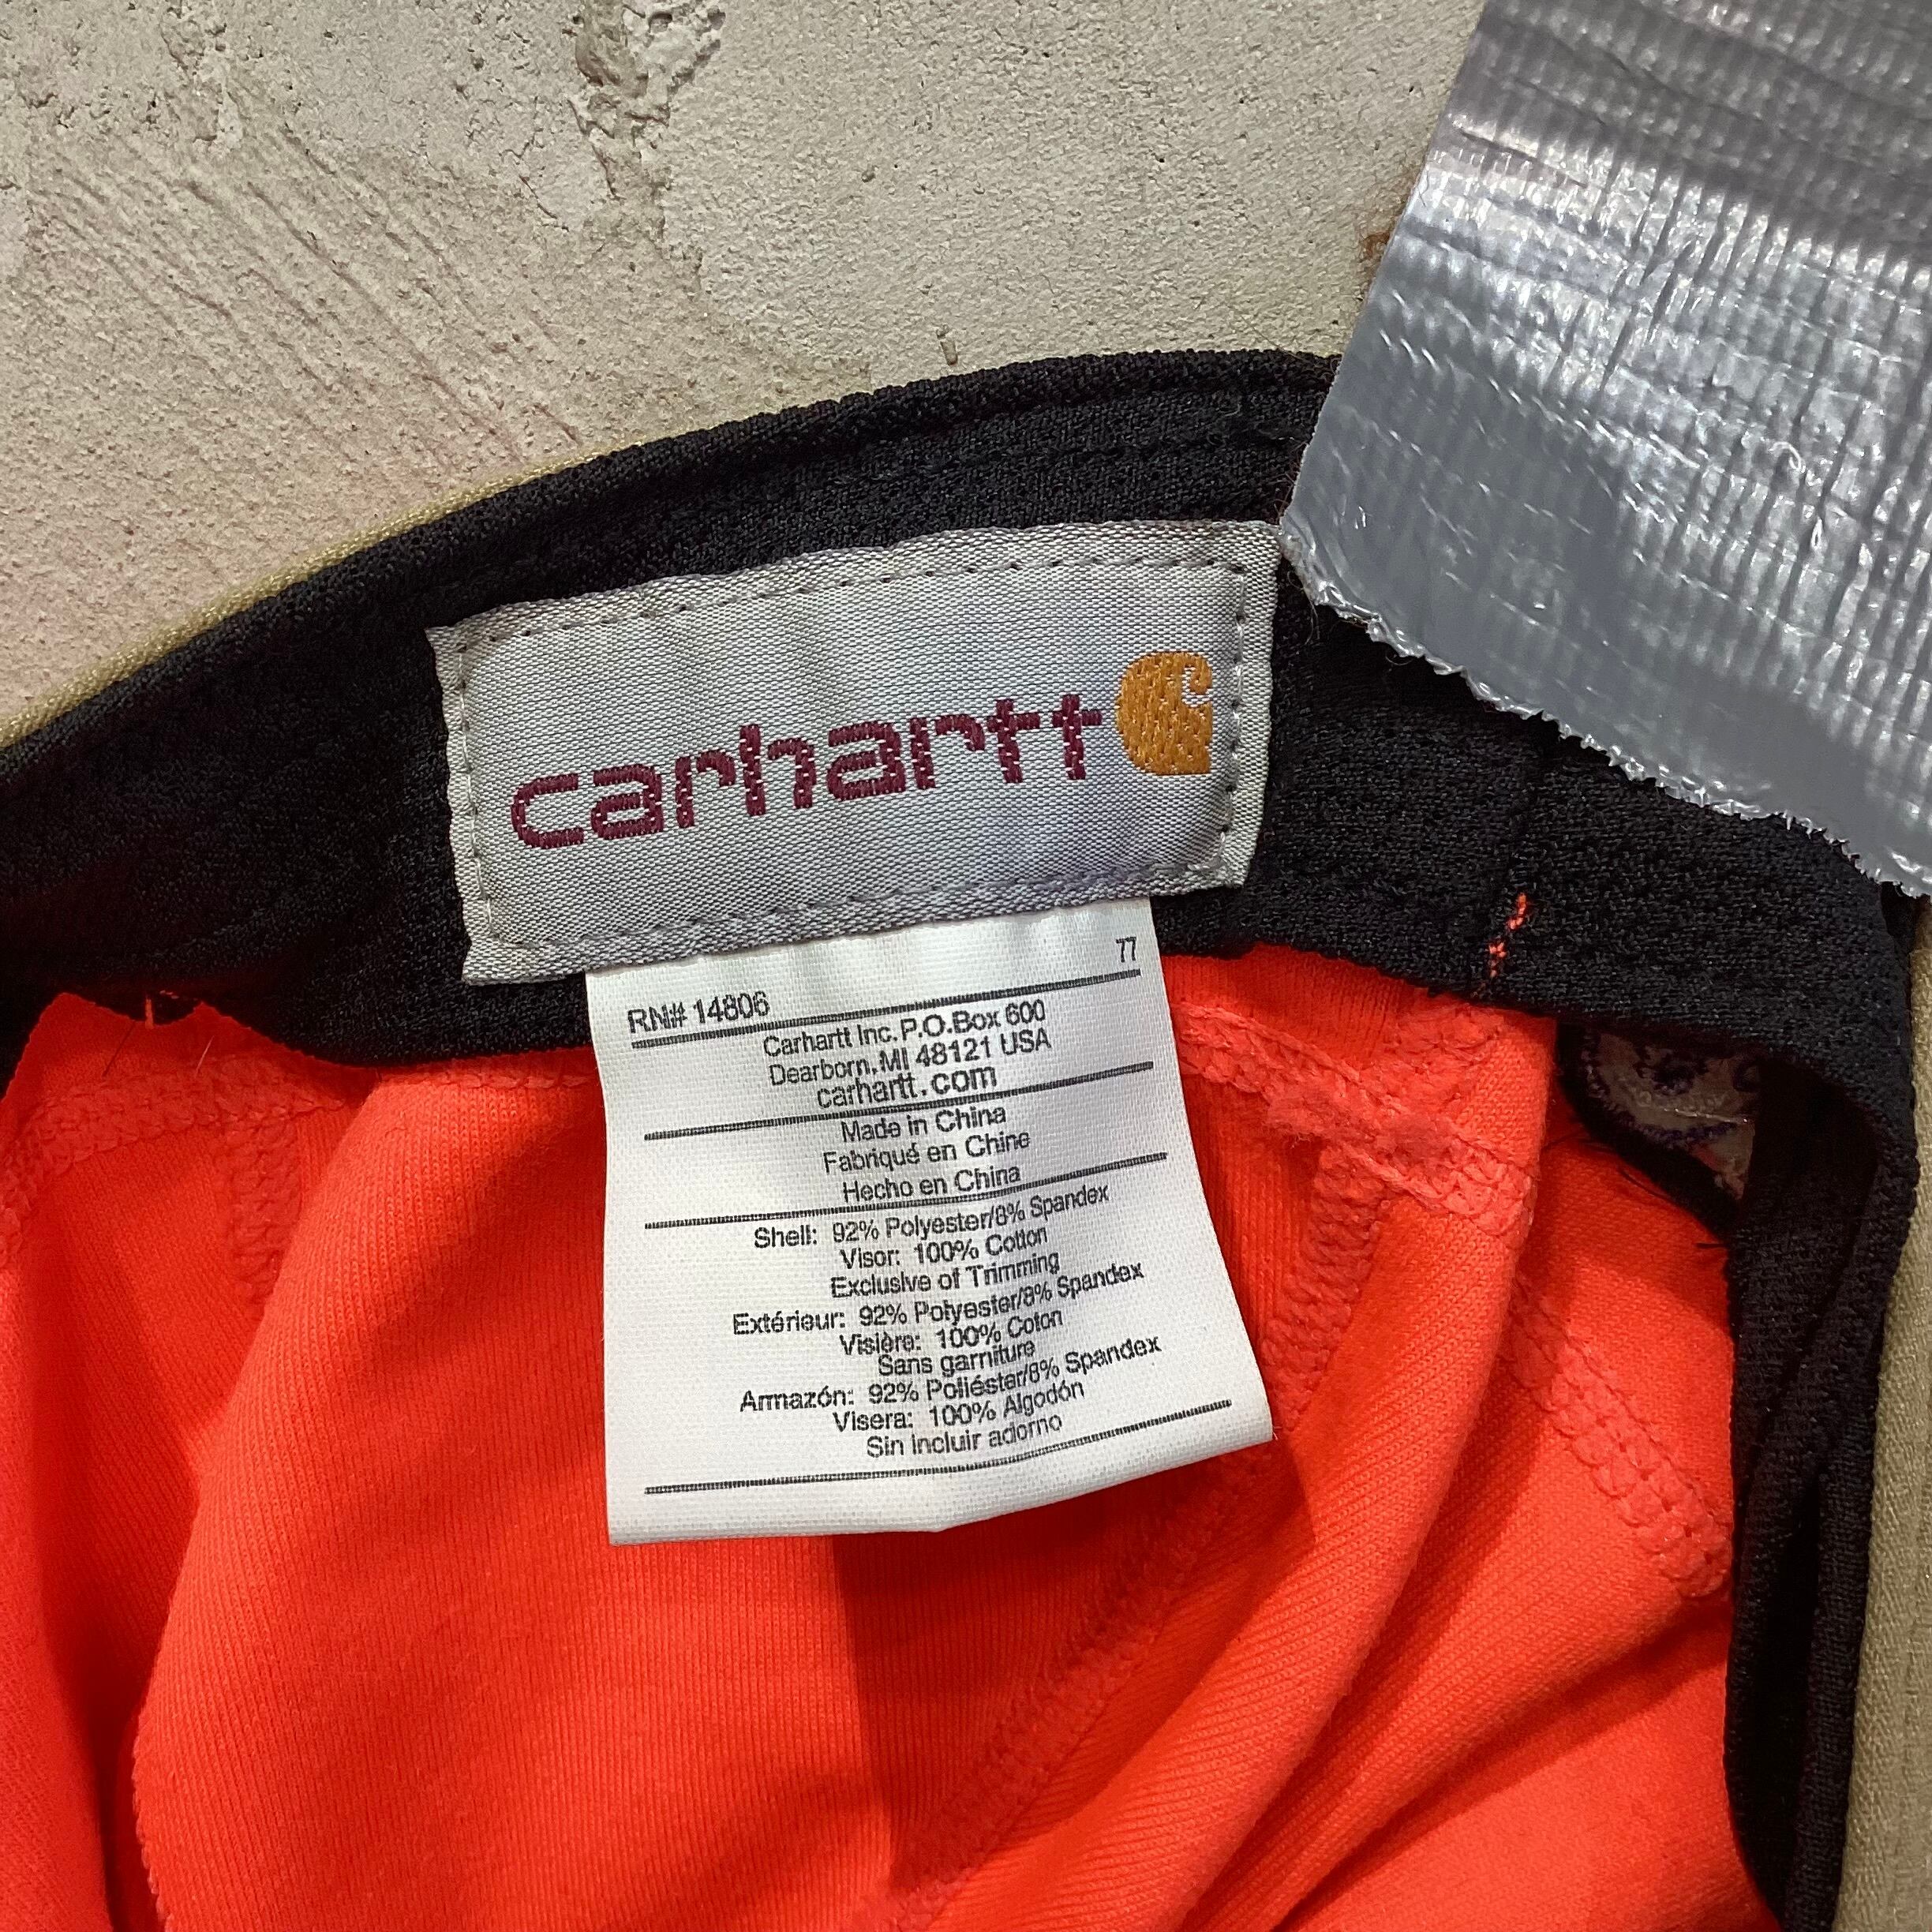 carhartt
77
RN# 14806
Carhartt Inc. P.O.Box 600
Dearborn, MI 48121 USA
carhartt.com
Made in China
Fabriqué en Chine
Hecho en China
Shell: 92% Polyester/8% Spandex
Visor: 100% Cotton
Exclusive of Trimming
Extérieur: 92% Polyester/8% Spandex
Visière: 100% Coton
Sans garniture
Armazón: 92% Poliéster/8% Spandex
Visera: 100% Algodón
Sin incluir adorno